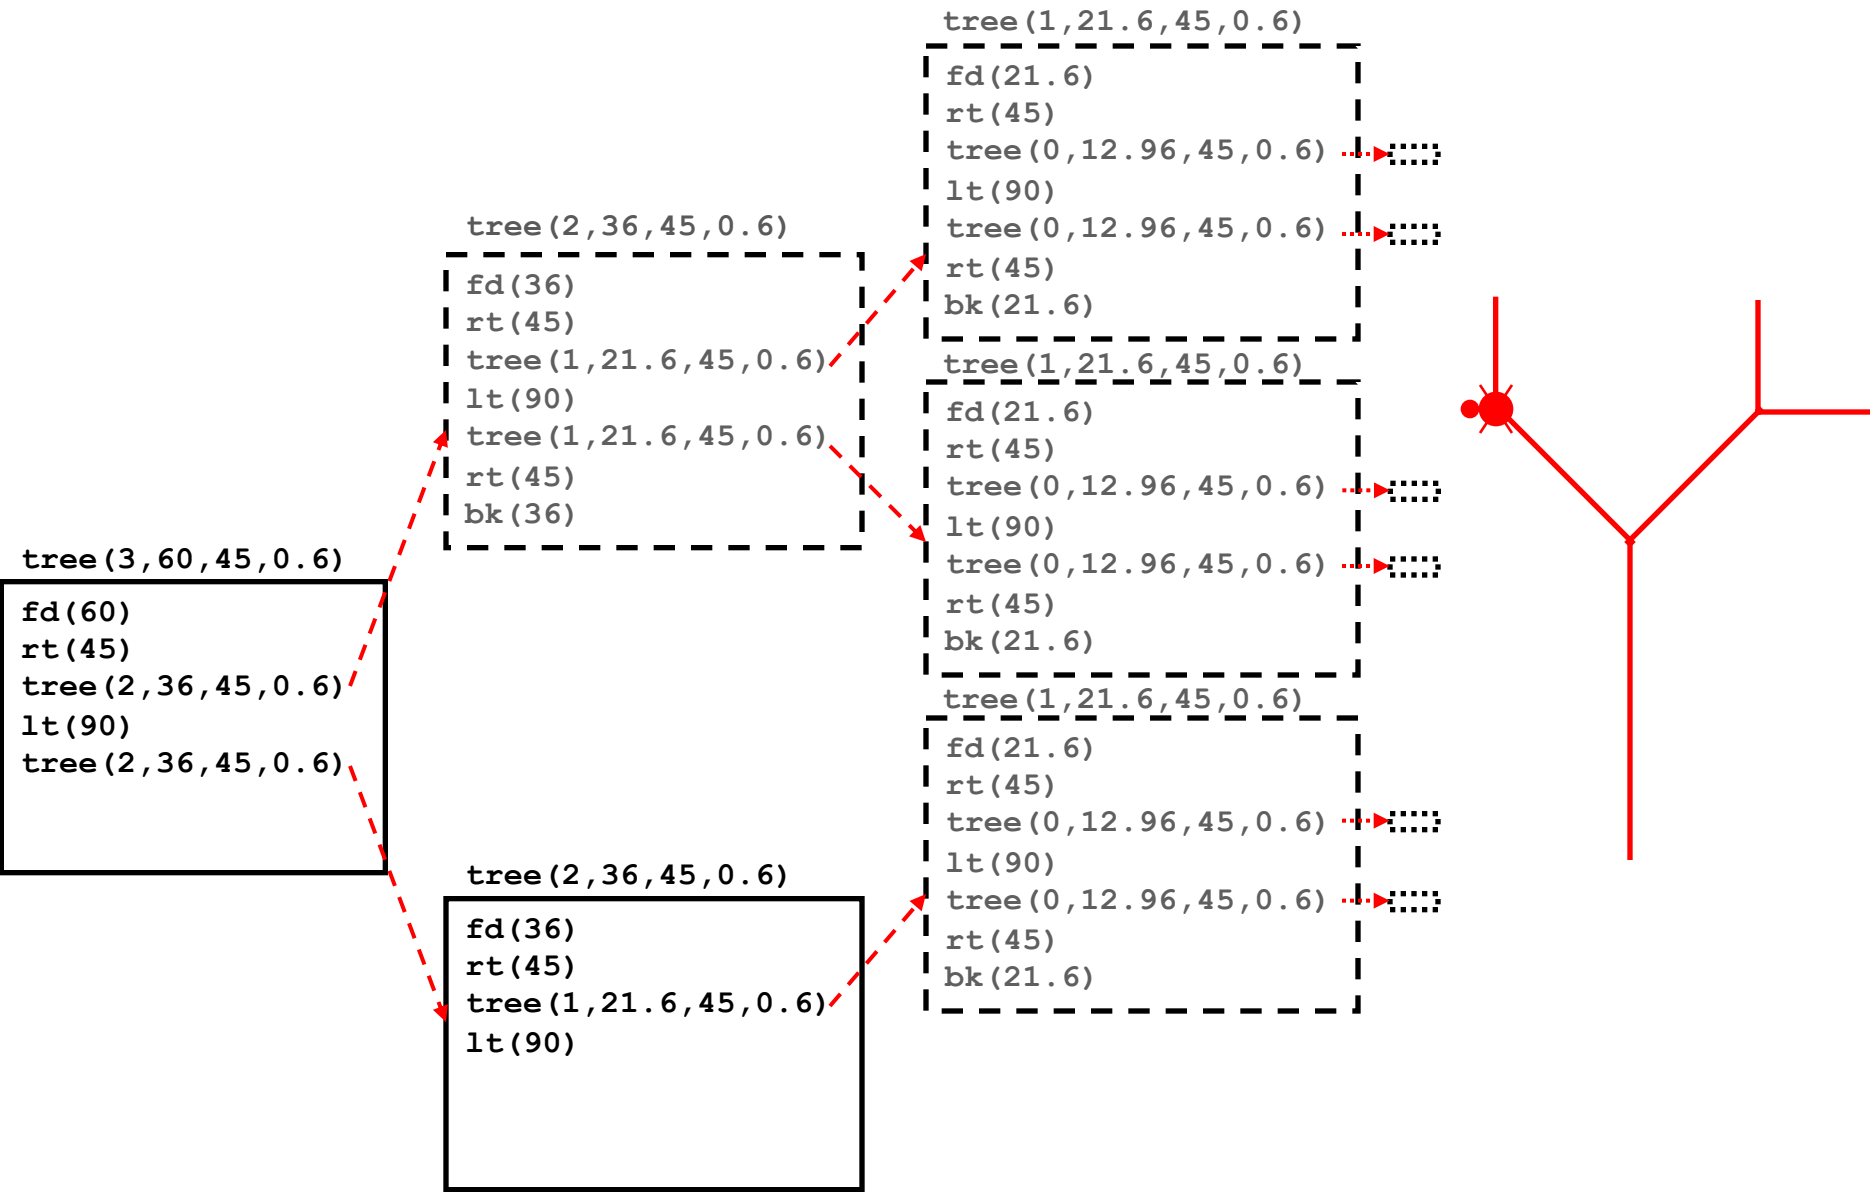 tree(3,60,45,0.6)
fd(60)
rt(45)
tree(2,36,45,0.6)
lt(90)
tree(2,36,45,0.6)
tree(2,36,45,0.6)
fd(36)
rt(45)
tree(1,21.6,45,0.6)
lt(90)
tree(1,21.6,45,0.6)
rt(45)
bk(36)
tree(1,21.6,45,0.6)
fd(21.6)
rt(45)
tree(0,12.96,45,0.6)
lt(90)
tree(0,12.96,45,0.6)
rt(45)
bk(21.6)
tree(1,21.6,45,0.6)
fd(21.6)
rt(45)
tree(0,12.96,45,0.6)
lt(90)
tree(0,12.96,45,0.6)
rt(45)
bk(21.6)
tree(2,36,45,0.6)
fd(36)
rt(45)
tree(1,21.6,45,0.6)
lt(90)
tree(1,21.6,45,0.6)
fd(21.6)
rt(45)
tree(0,12.96,45,0.6)
lt(90)
tree(0,12.96,45,0.6)
rt(45)
bk(21.6)